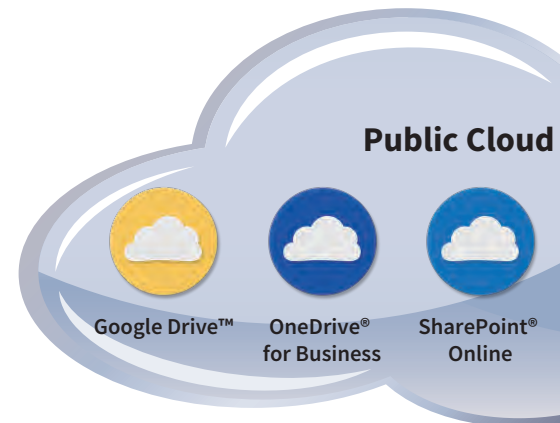 Public Cloud
Google Drive™
OneDrive®
for Business
SharePoint®
Online